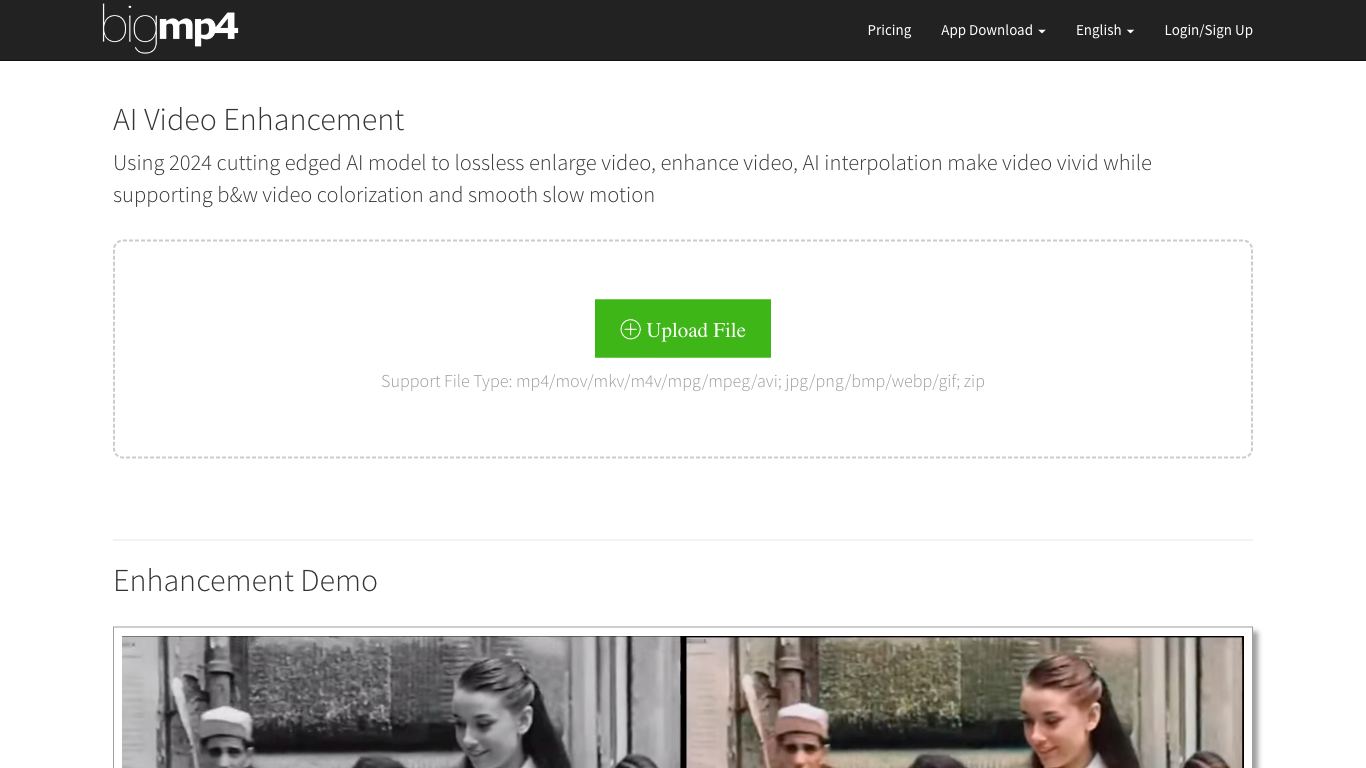 bigmp4
Pricing
App Download
English
Login/Sign Up
AI Video Enhancement
Using 2024 cutting edged AI model to lossless enlarge video, enhance video, AI interpolation make video vivid while
supporting b&w video colorization and smooth slow motion
Upload File
Support File Type: mp4/mov/mkv/m4v/mpg/mpeg/avi; jpg/png/bmp/webp/gif; zip
Enhancement Demo